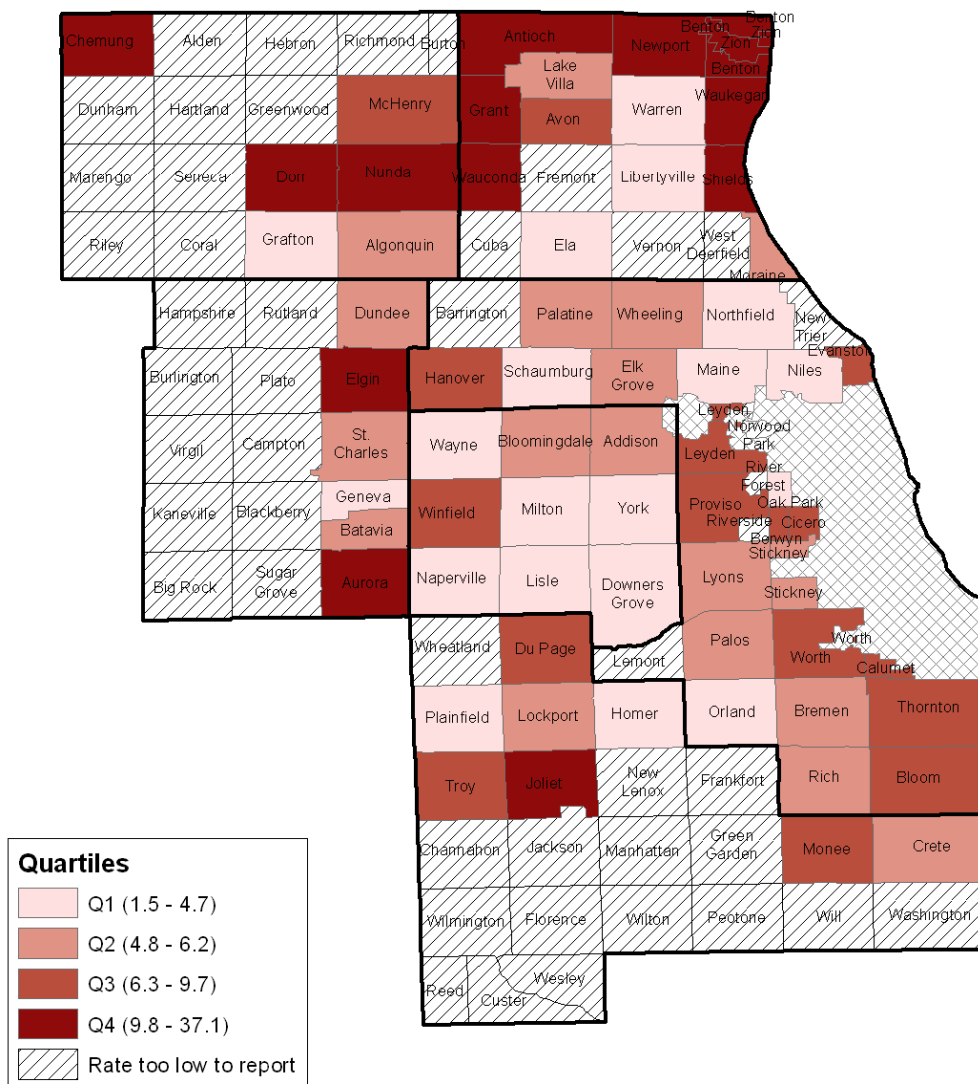 Chemung
Alden
Hebron
Richmond
Burton
Antioch
Newport
Benton
Benton
Zion
Zion
Benton
Lake
Villa
Dunham
Hartland
Greenwood
McHenry
Grant
Avon
Warren
Waukegan
Marengo
Seneca
Dorr
Nunda
Wauconda
Fremont
Libertyville
Shields
Riley
Coral
Grafton
Algonquin
Cuba
Ela
Vernon
West
Deerfield
Moraine
Hampshire
Rutland
Dundee
Barrington
Palatine
Wheeling
Northfield
New
Trier
Burlington
Plato
Elgin
Hanover
Schaumburg
Elk
Grove
Maine
Niles
Evanston
Virgil
Campton
St.
Charles
Wayne
Bloomingdale
Addison
Leyden
Norwood
Park
Leyden
River
Forest
Kaneville
Blackberry
Geneva
Batavia
Winfield
Milton
York
Proviso
Oak Park
Riverside
Cicero
Berwyn
Stickney
Big Rock
Sugar
Grove
Aurora
Naperville
Lisle
Downers
Grove
Lyons
Stickney
Wheatland
Du Page
Lemont
Palos
Worth
Worth
Calumet
Plainfield
Lockport
Homer
Orland
Bremen
Thornton
Troy
Joliet
New
Lenox
Frankfort
Rich
Bloom
Channahon
Jackson
Manhattan
Green
Garden
Monee
Crete
Wilmington
Florence
Wilton
Peotone
Will
Washington
Reed
Custer
Wesley
Quartiles
Q1 (1.5 - 4.7)
Q2 (4.8 - 6.2)
Q3 (6.3 - 9.7)
Q4 (9.8 - 37.1)
Rate too low to report